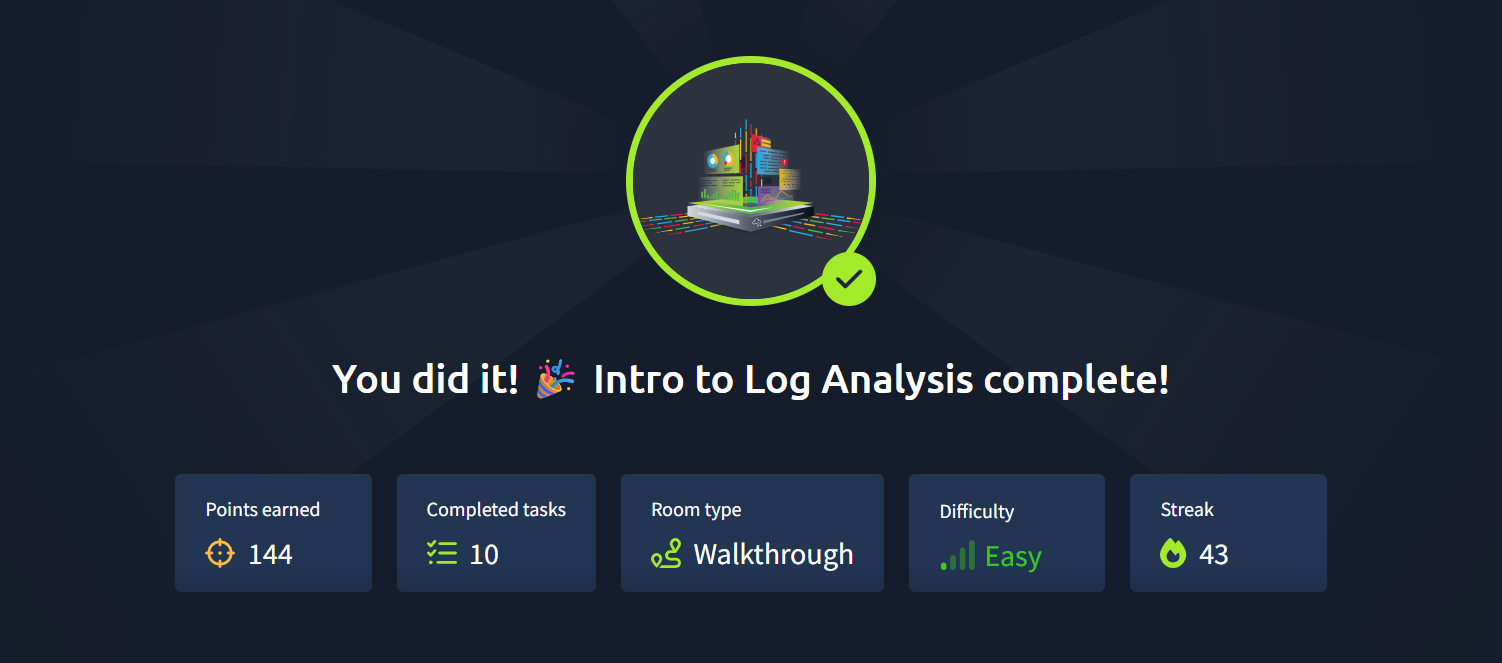 You did it! 🎉 Intro to Log Analysis complete!
Points earned
144
Completed tasks
10
Room type
Walkthrough
Difficulty
Easy
Streak
43